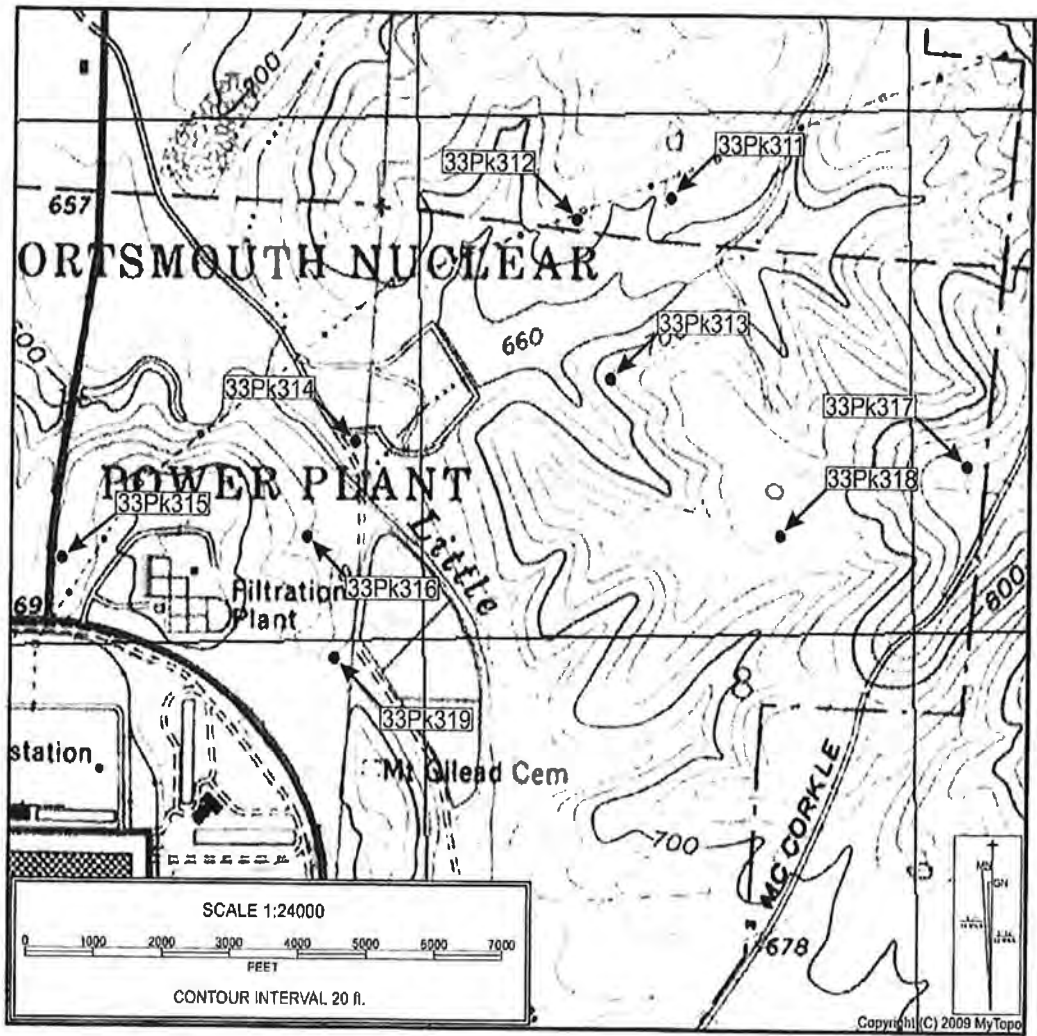 700
33Pk312
33Pk311
657
ORTSMOUTH NUCLEAR
660
33Pk313
33Pk314
33Pk317
POWER PLANT
33Pk318
33Pk315
Little
33Pk316
Filtration
Plant
69
800
33Pk319
8
station
Mt Gilead Cem
MC CORKLE
700
678
MN
GN
SCALE 1:24000
0 1000 2000 3000 4000 5000 6000 7000
FEET
CONTOUR INTERVAL 20 ft.
Copyright (C) 2009 MyTopo